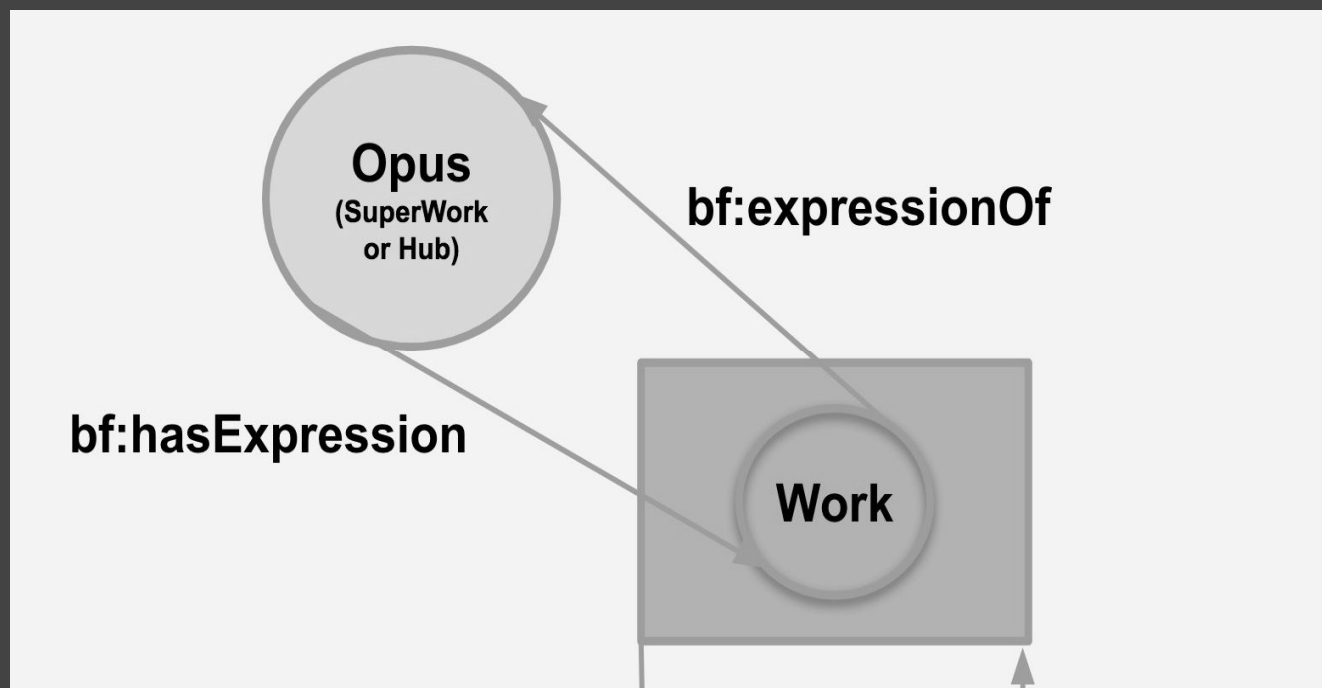 Opus
(SuperWork
or Hub)
bf:expressionOf
bf:hasExpression
Work